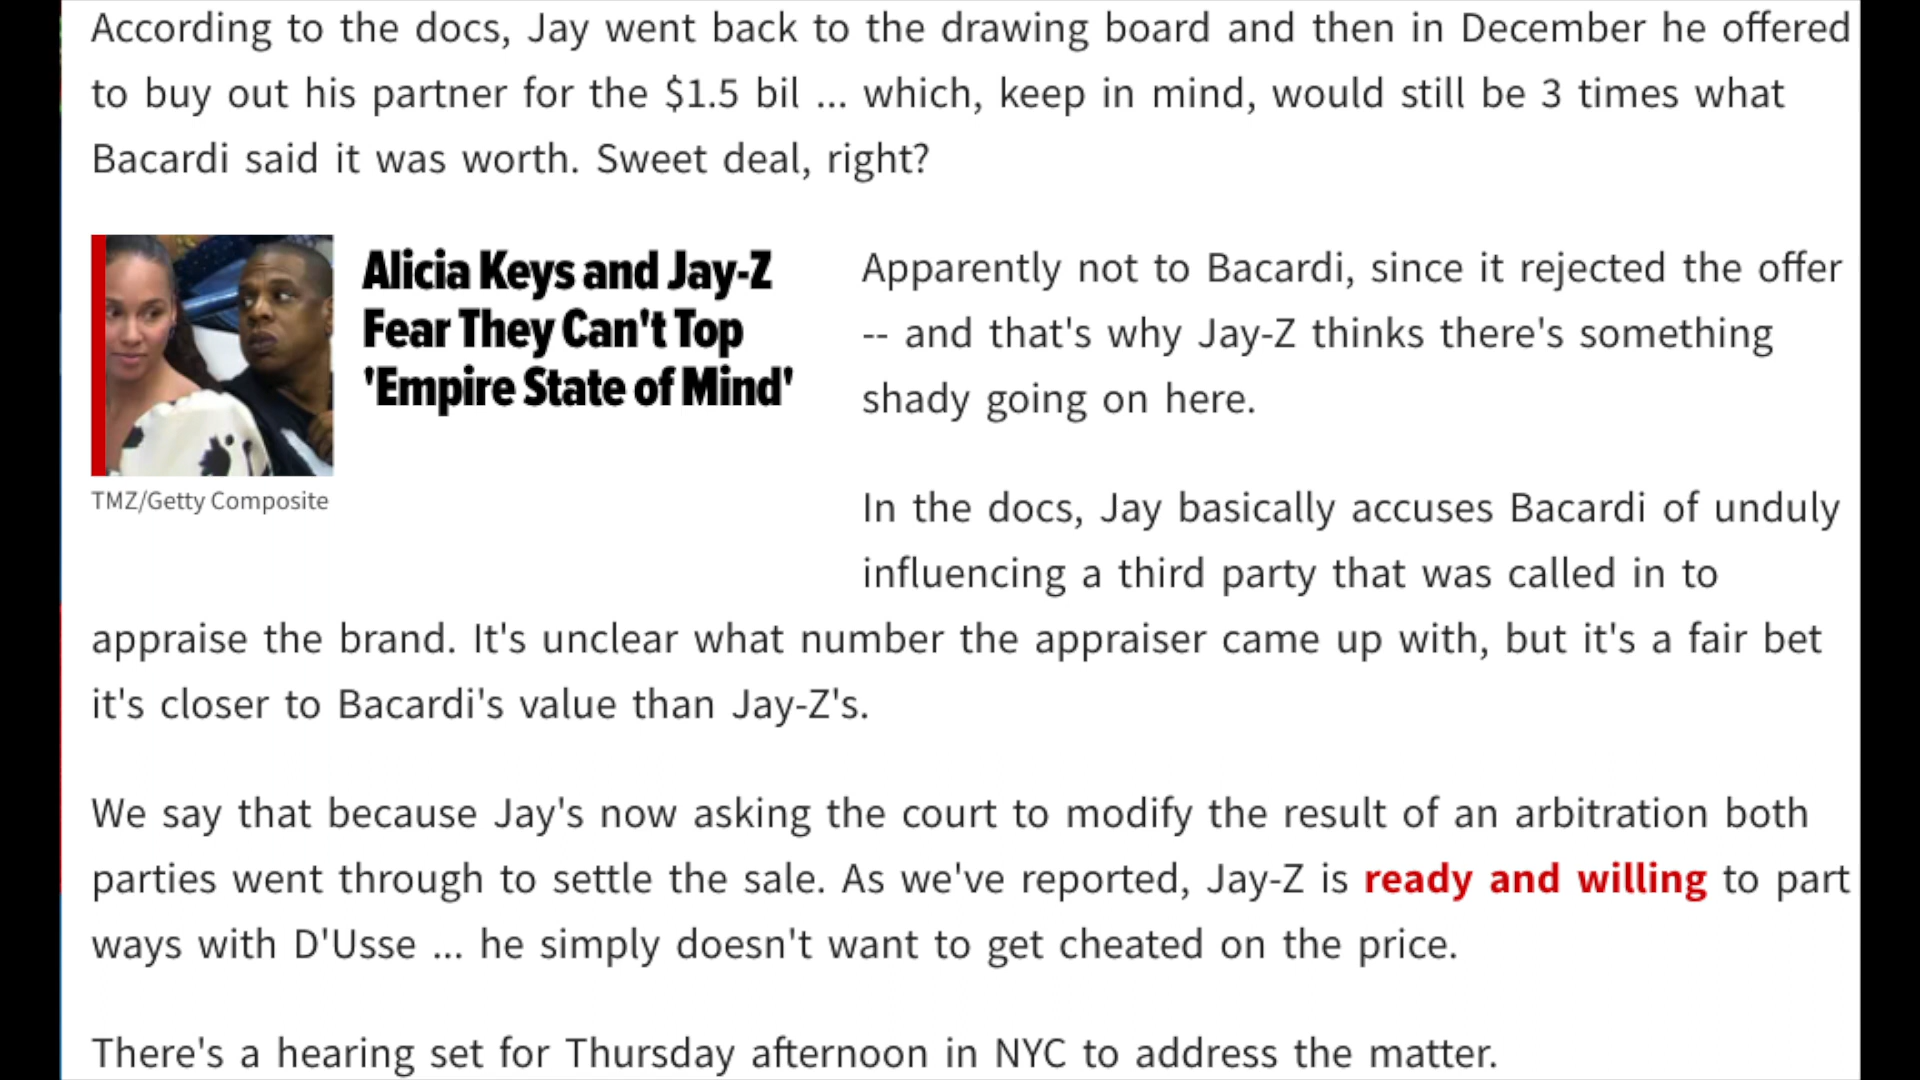 According to the docs, Jay went back to the drawing board and then in December he offered
to buy out his partner for the $1.5 bil ... which, keep in mind, would still be 3 times what
Bacardi said it was worth. Sweet deal, right?
Alicia Keys and Jay-Z
Fear They Can't Top
'Empire State of Mind'
TMZ/Getty Composite
Apparently not to Bacardi, since it rejected the offer
-- and that's why Jay-Z thinks there's something
shady going on here.
In the docs, Jay basically accuses Bacardi of unduly
influencing a third party that was called in to
appraise the brand. It's unclear what number the appraiser came up with, but it's a fair bet
it's closer to Bacardi's value than Jay-Z's.
We say that because Jay's now asking the court to modify the result of an arbitration both
parties went through to settle the sale. As we've reported, Jay-Z is ready and willing to part
ways with D'Usse ... he simply doesn't want to get cheated on the price.
There's a hearing set for Thursday afternoon in NYC to address the matter.